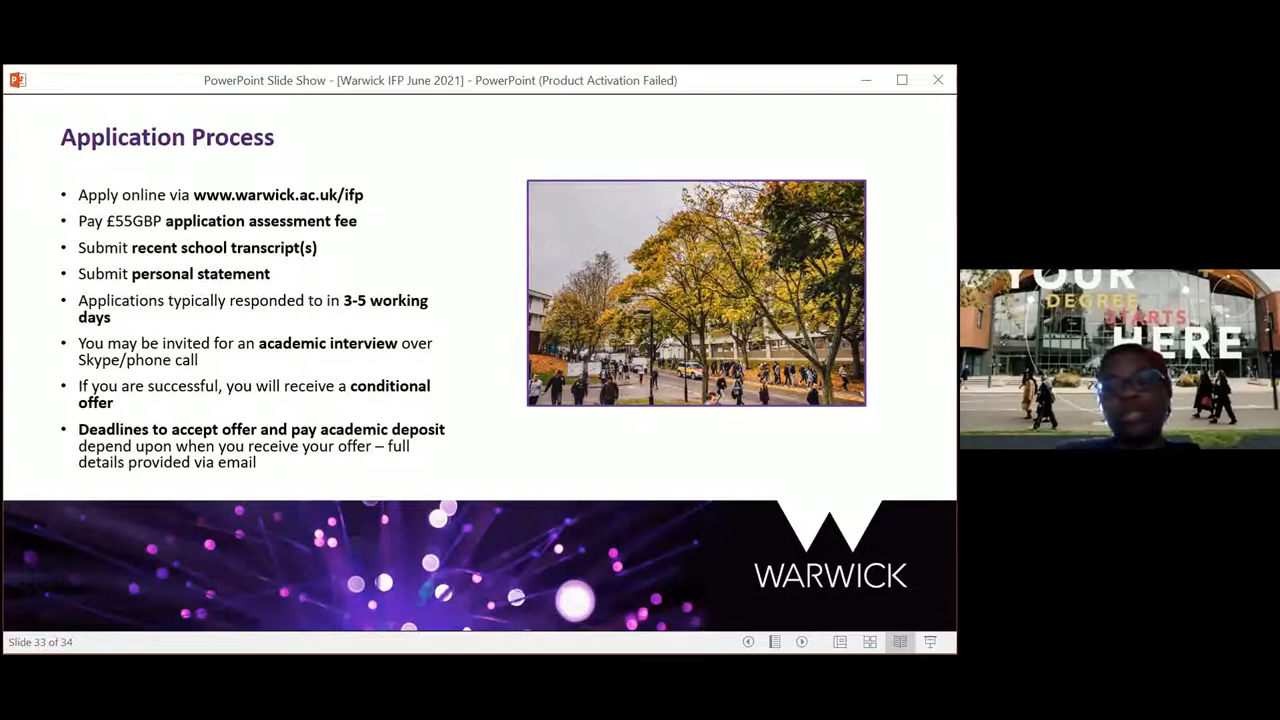 PowerPoint Slide Show - [Warwick IFP June 2021] - PowerPoint (Product Activation Failed)
Application Process
• Apply online via www.warwick.ac.uk/ifp
• Pay £55GBP application assessment fee
• Submit recent school transcript(s)
• Submit personal statement
• Applications typically responded to in 3-5 working
days
• You may be invited for an academic interview over
Skype/phone call
• If you are successful, you will receive a conditional
offer
• Deadlines to accept offer and pay academic deposit
depend upon when you receive your offer – full
details provided via email
WARWICK
Slide 33 of 34
YOUR
DEGREE
STARTS
HERE